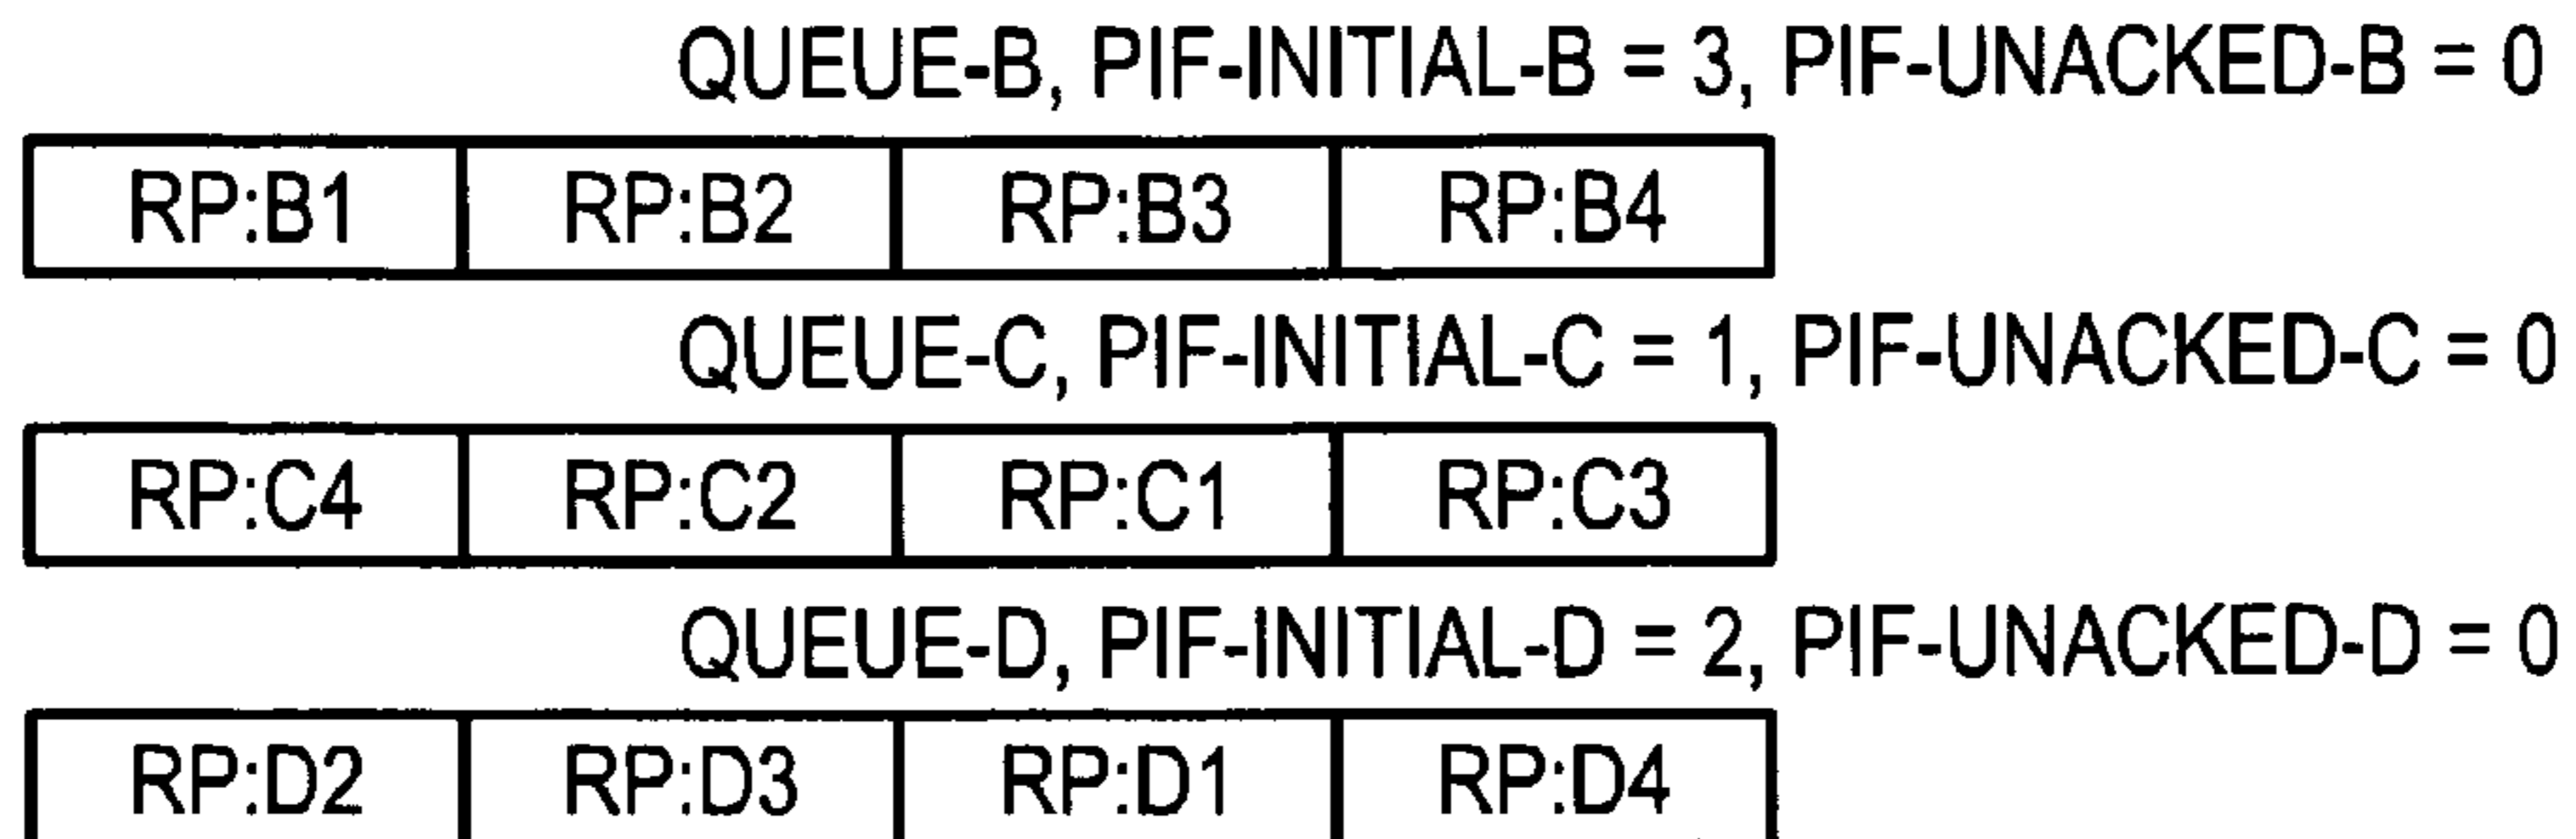 QUEUE-B, PIF-INITIAL-B = 3, PIF-UNACKED-B = 0
RP:B1 RP:B2 RP:B3 RP:B4
QUEUE-C, PIF-INITIAL-C = 1, PIF-UNACKED-C = 0
RP:C4 RP:C2 RP:C1 RP:C3
QUEUE-D, PIF-INITIAL-D = 2, PIF-UNACKED-D = 0
RP:D2 RP:D3 RP:D1 RP:D4